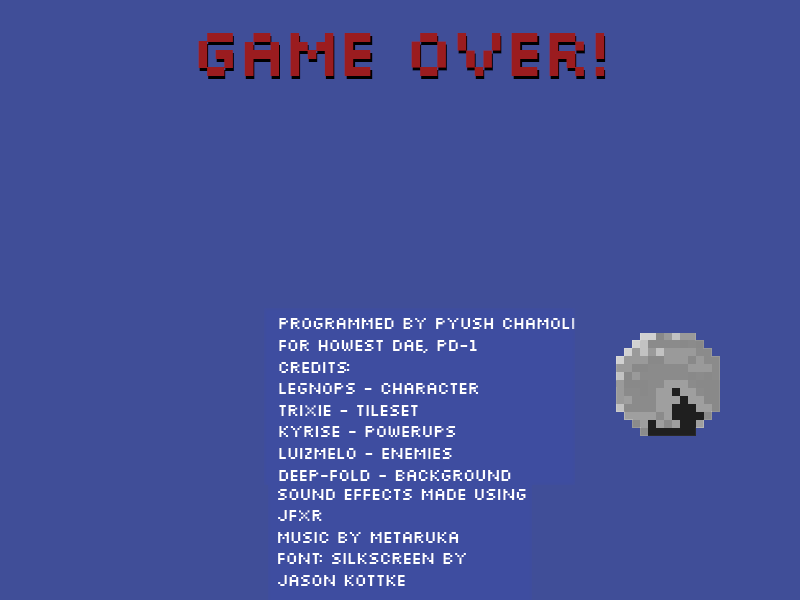 GAME OVER!
PROGRAMMED BY PYUSH CHAMOLI
FOR HOWEST DAE, PD-1
CREDITS:
LEGNOPS - CHARACTER
TRIXIE - TILESET
KYRISE - POWERUPS
LUIZMELO - ENEMIES
DEEP-FOLD - BACKGROUND
SOUND EFFECTS MADE USING
JFXR
MUSIC BY METARUKA
FONT: SILKSCREEN BY
JASON KOTTKE